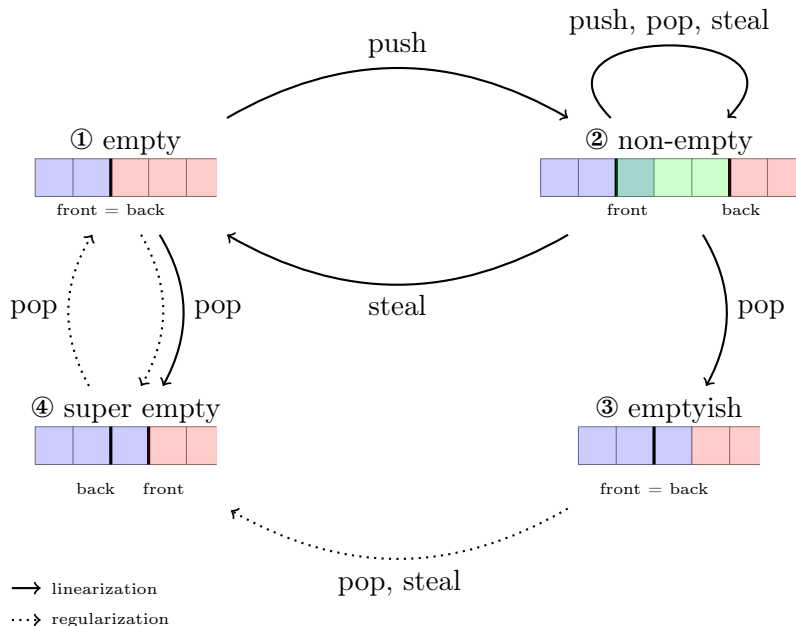 push, pop, steal
push
① empty
② non-empty
front = back
front
back
pop
pop
steal
pop
④ super empty
③ emptyish
back
front
front = back
pop, steal
linearization
regularization